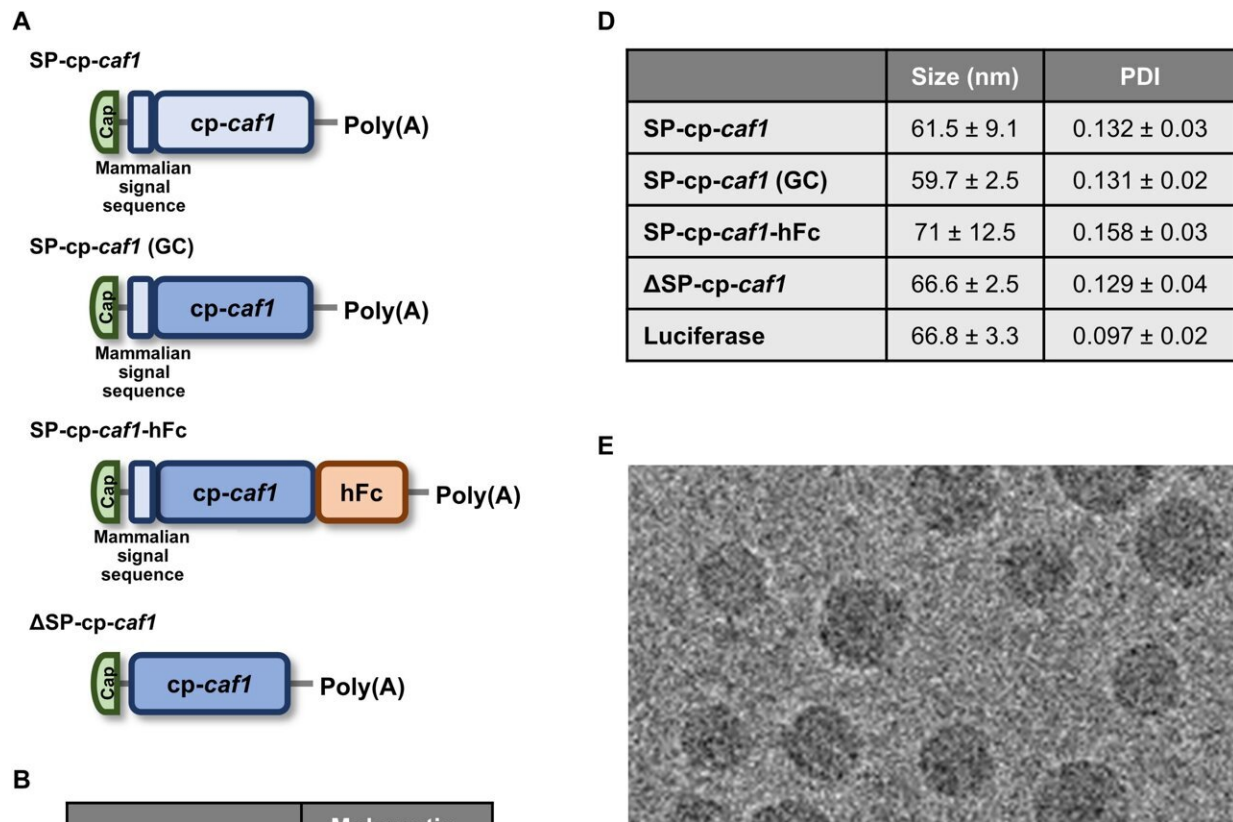 A
SP-cp-caf1
Cap
cp-caf1
Poly(A)
Mammalian
signal
sequence
SP-cp-caf1 (GC)
Cap
cp-caf1
Poly(A)
Mammalian
signal
sequence
SP-cp-caf1-hFc
Cap
cp-caf1
hFc
Poly(A)
Mammalian
signal
sequence
ΔSP-cp-caf1
Cap
cp-caf1
Poly(A)
B
D
Size (nm) PDI
SP-cp-caf1 61.5 ± 9.1 0.132 ± 0.03
SP-cp-caf1 (GC) 59.7 ± 2.5 0.131 ± 0.02
SP-cp-caf1-hFc 71 ± 12.5 0.158 ± 0.03
ΔSP-cp-caf1 66.6 ± 2.5 0.129 ± 0.04
Luciferase 66.8 ± 3.3 0.097 ± 0.02
E